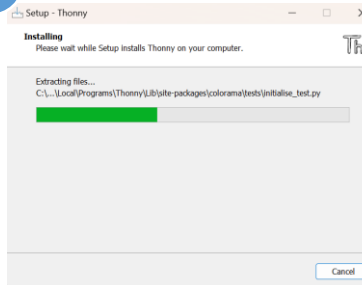 Setup - Thonny
Installing
Please wait while Setup installs Thonny on your computer.
Th
Extracting files...
C:\...\Local\Programs\Thonny\Lib\site-packages\colorama\tests\initialise_test.py
Cancel